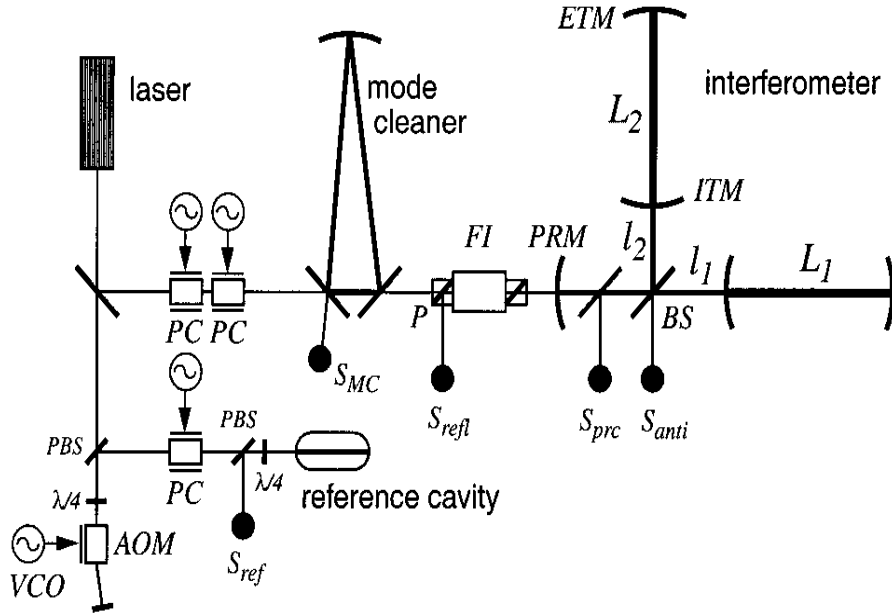 ETM
laser
interferometer
mode
cleaner
L2
ITM
FI
PRM
l2
l1
L1
P
BS
PC
PC
SMC
Srefl
Sprc
Santi
PBS
PBS
λ/4
PC
λ/4
reference cavity
AOM
VCO
Sref